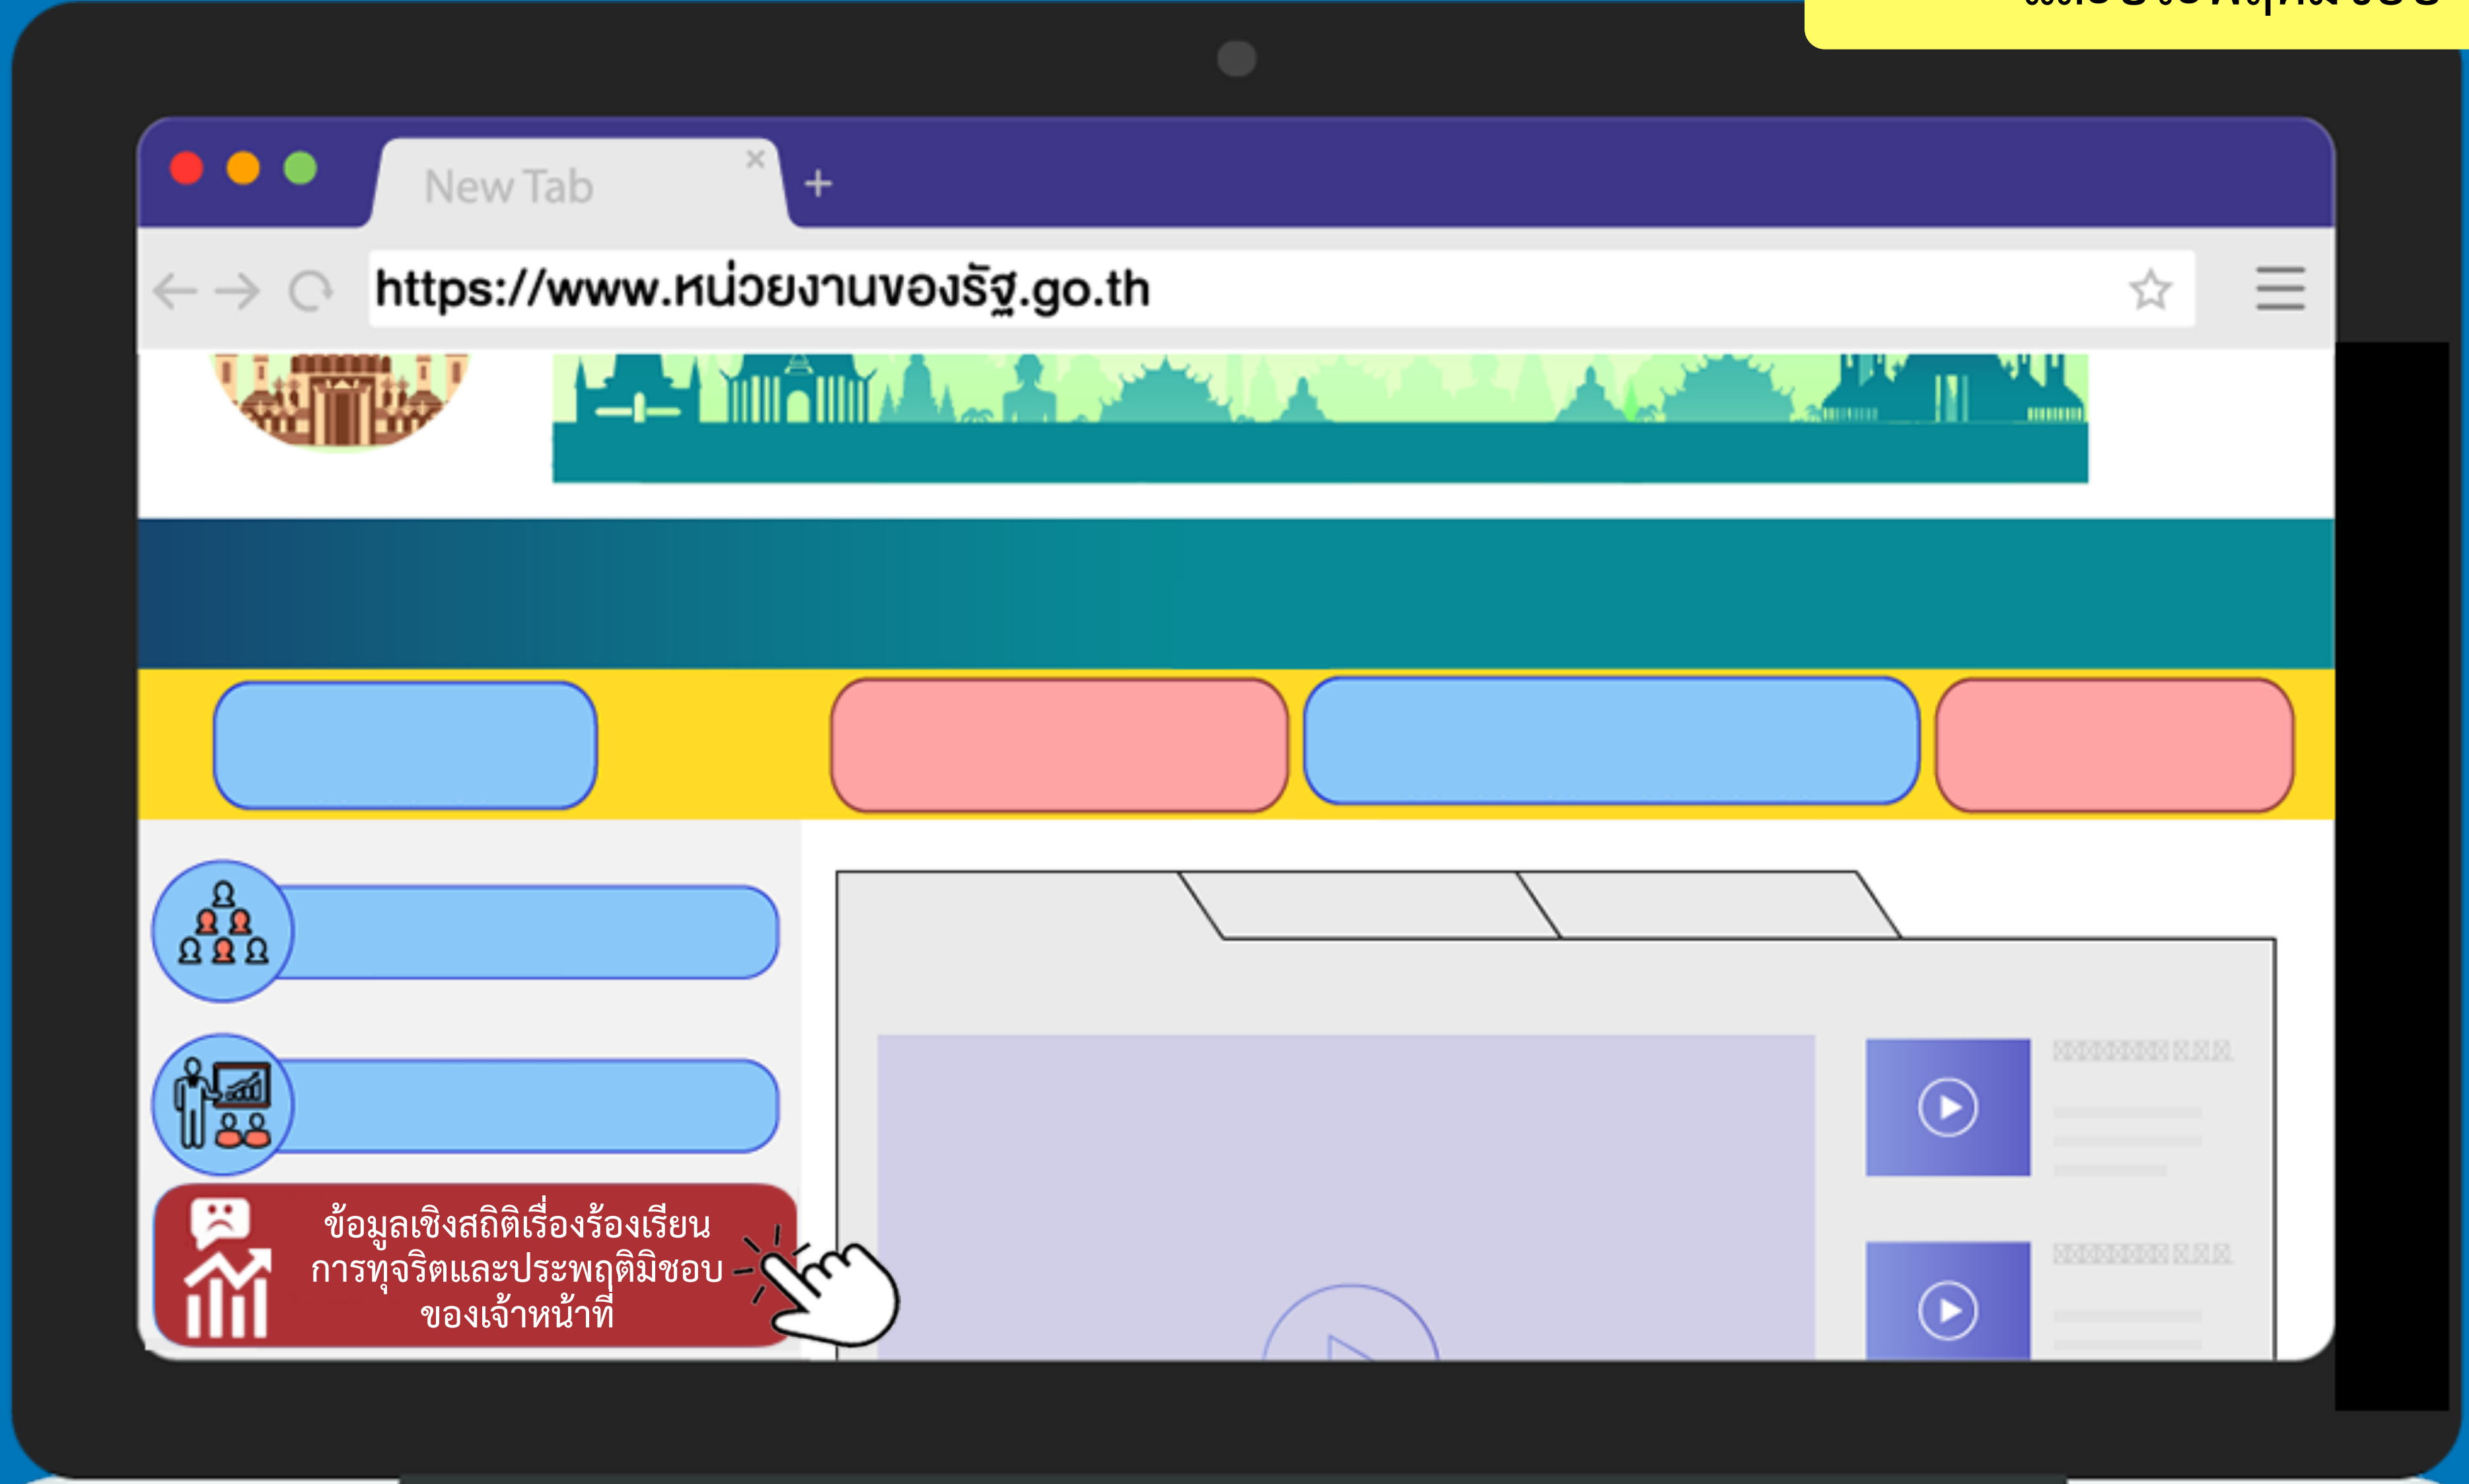 New Tab
https://www.หน่วยงานของรัฐ.go.th
ข้อมูลเชิงสถิติเรื่องร้องเรียน
การทุจริตและประพฤติมิชอบ
ของเจ้าหน้าที่